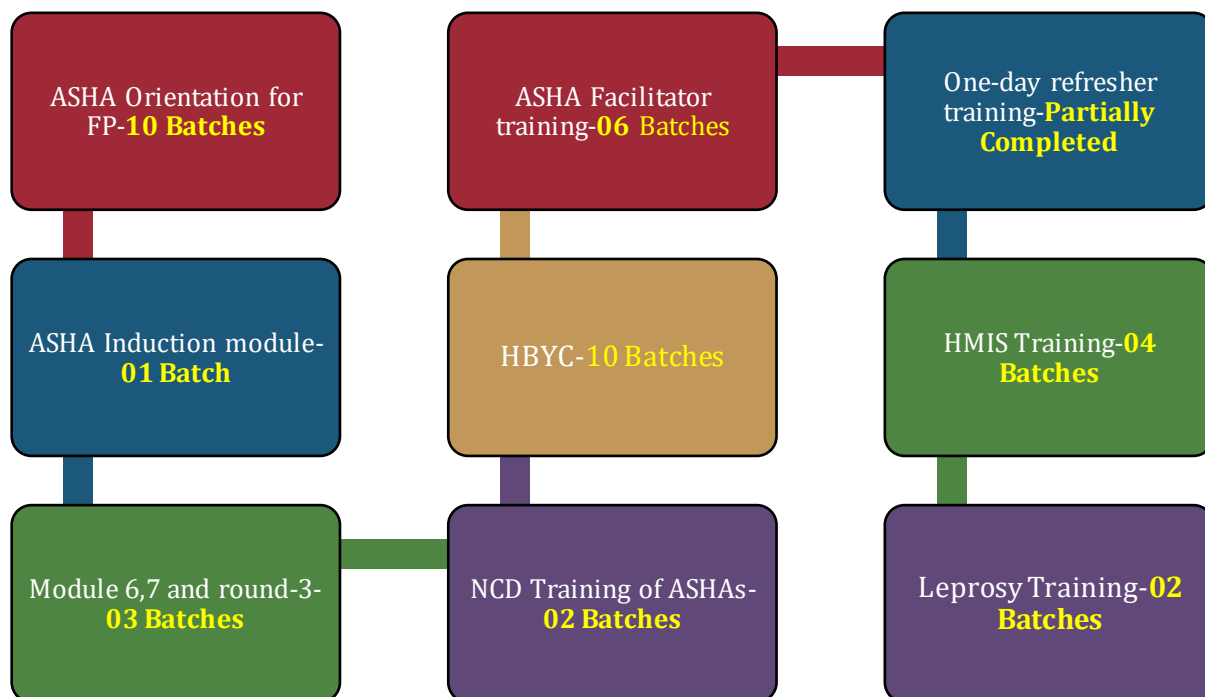 ASHA Orientation for
FP-10 Batches
ASHA Induction module-
01 Batch
Module 6,7 and round-3-
03 Batches
NCD Training of ASHAs-
02 Batches
HBYC-10 Batches
ASHA Facilitator
training-06 Batches
One-day refresher
training-Partially
Completed
HMIS Training-04
Batches
Leprosy Training-02
Batches